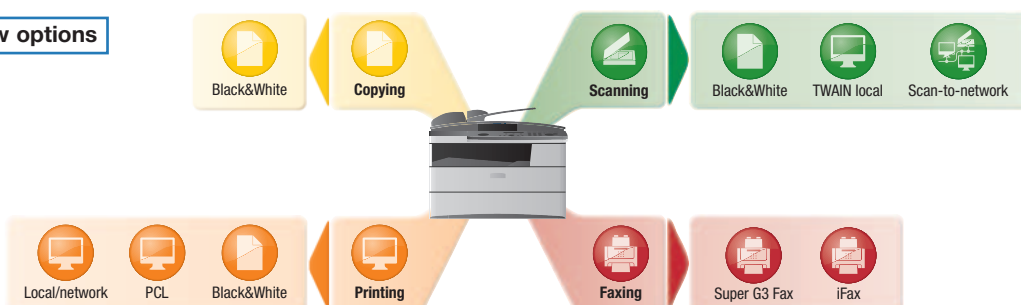 options
Black&White
Copying
Scanning
Black&White
TWAIN local
Scan-to-network
Local/network
PCL
Black&White
Printing
Faxing
Super G3 Fax
iFax